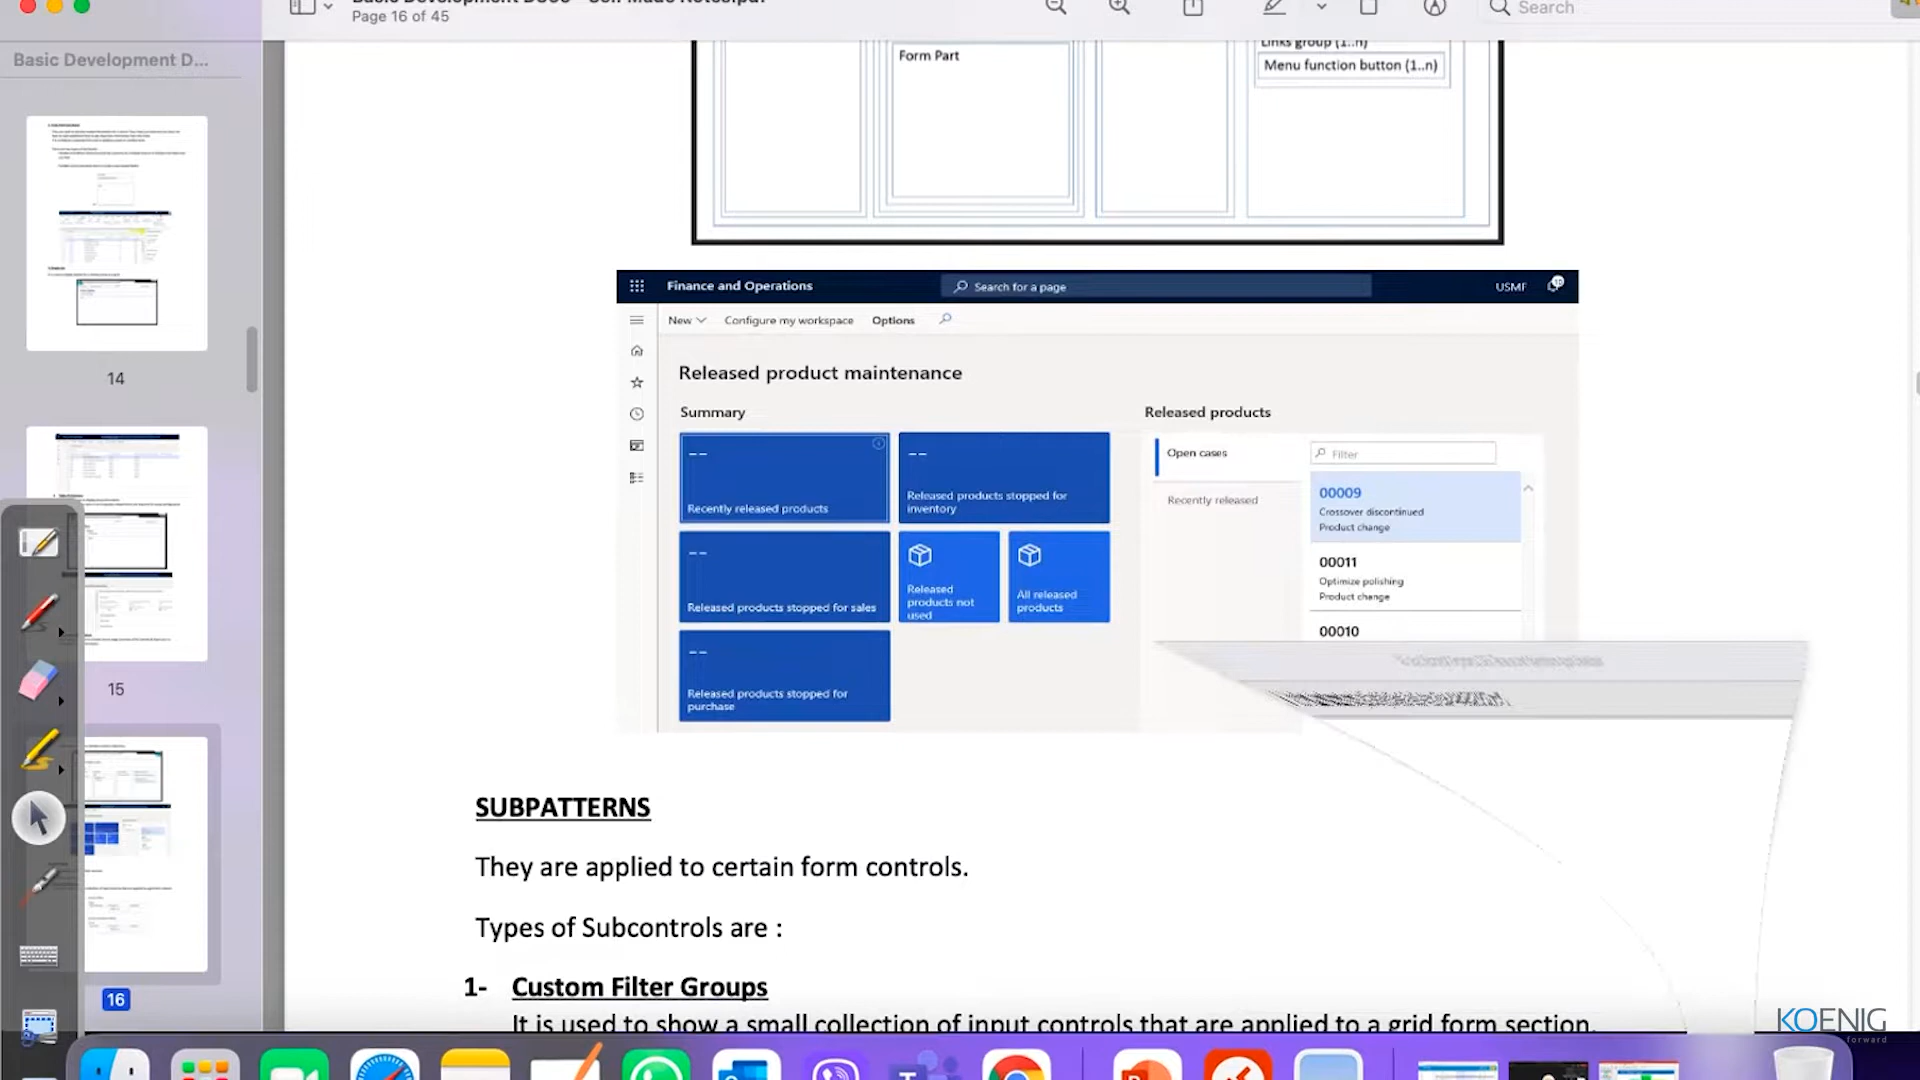 Page 16 of 45
Search
Basic Development D...
14
15
16
Form Part
Links group (1..n)
Menu function button (1..n)
Finance and Operations
Search for a page
USMF
New
Configure my workspace
Options
Released product maintenance
Summary
Released products
Recently released products
Released products stopped for
inventory
Released products stopped for sales
Released
products not
used
All released
products
Released products stopped for
purchase
Open cases
Recently released
Filter
00009
Crossover discontinued
Product change
00011
Optimize polishing
Product change
00010
SUBPATTERNS
They are applied to certain form controls.
Types of Subcontrols are :
1- Custom Filter Groups
It is used to show a small collection of input controls that are applied to a grid form section.
KOENIG
forward